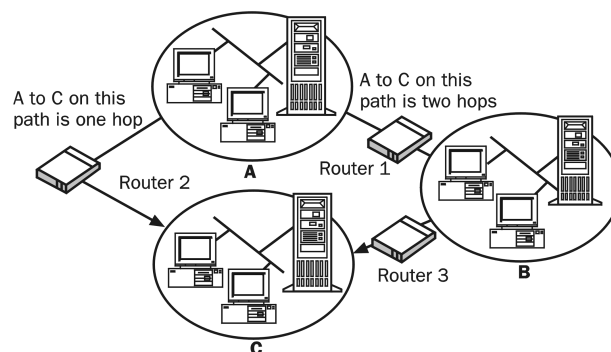 A to C on this
path is one hop
A to C on this
path is two hops
A
Router 2
Router 1
Router 3
B
C